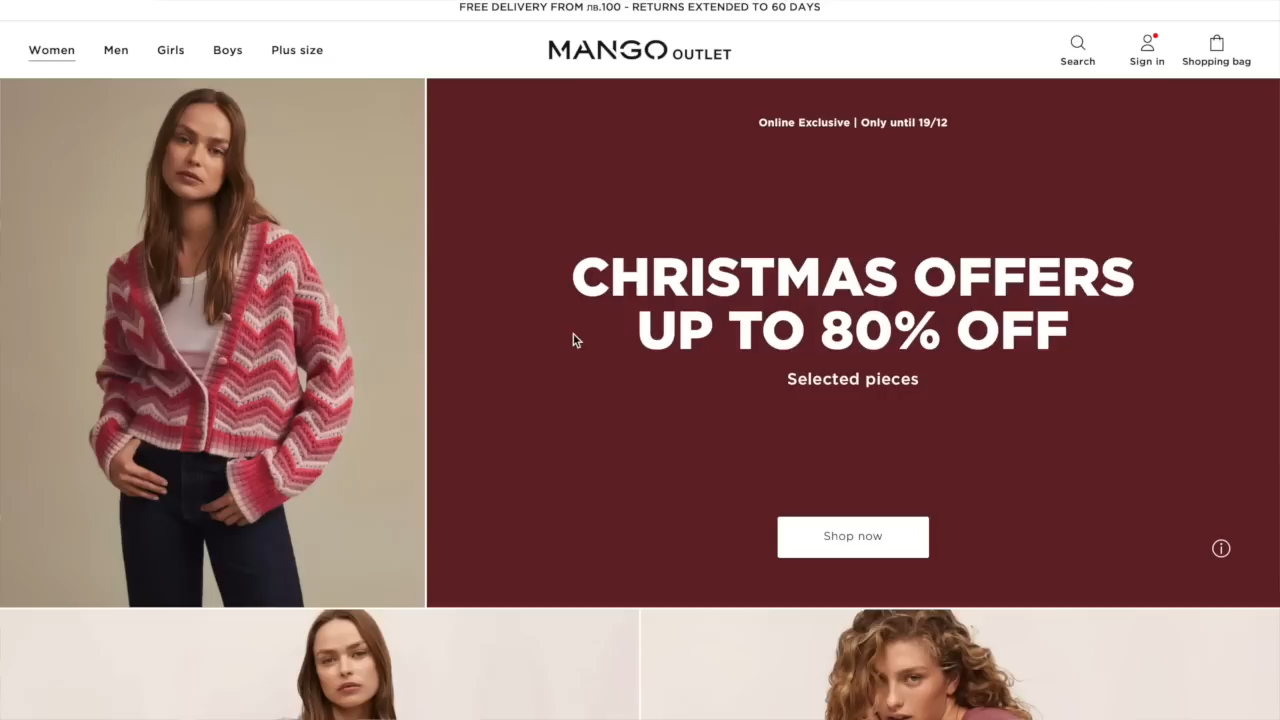 FREE DELIVERY FROM лв.100 - RETURNS EXTENDED TO 60 DAYS
Women Men Girls Boys Plus size
MANGO OUTLET
Search Sign in Shopping bag
Online Exclusive | Only until 19/12
CHRISTMAS OFFERS
UP TO 80% OFF
Selected pieces
Shop now